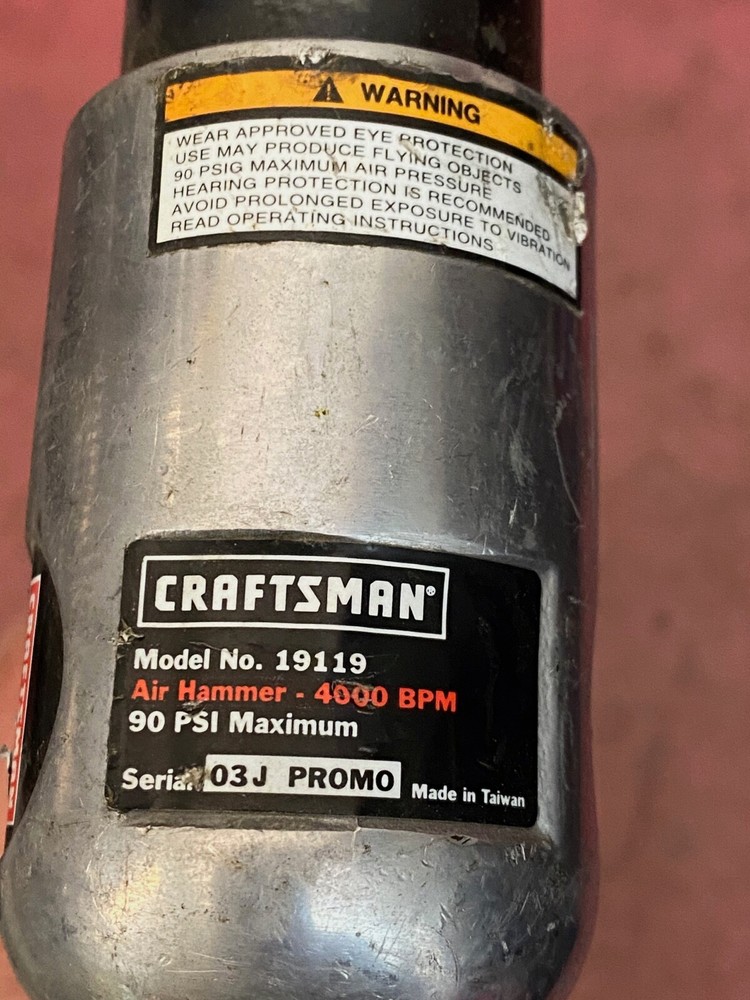 WARNING
WEAR APPROVED EYE PROTECTION
USE MAY PRODUCE FLYING OBJECTS
90 PSIG MAXIMUM AIR PRESSURE
HEARING PROTECTION IS RECOMMENDED
AVOID PROLONGED EXPOSURE TO VIBRATION
READ OPERATING INSTRUCTIONS
CRAFTSMAN®
Model No. 19119
Air Hammer - 4000 BPM
90 PSI Maximum
Serial 03J PROMO Made in Taiwan